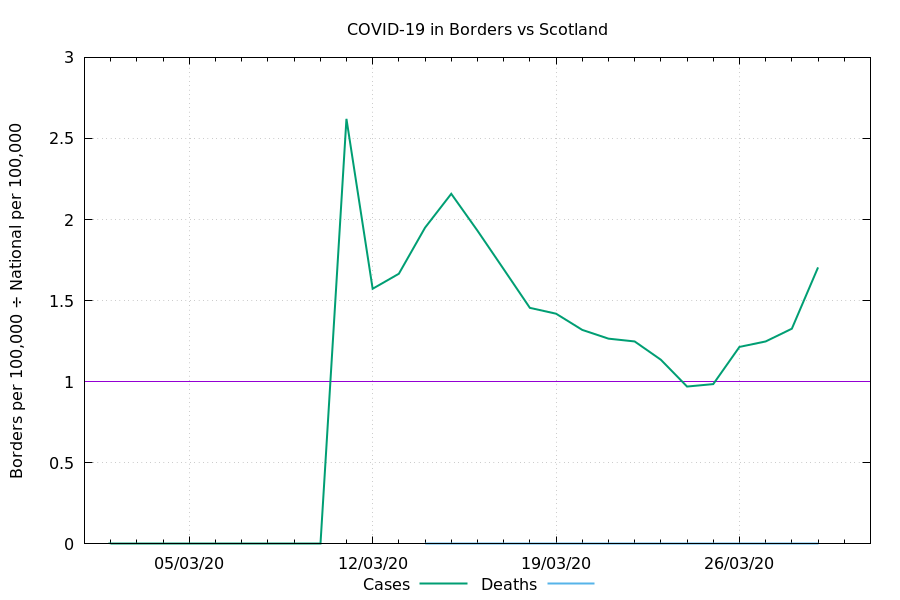 COVID-19 in Borders vs Scotland
Borders per 100,000 ÷ National per 100,000
3
2.5
2
1.5
1
0.5
0
05/03/20 12/03/20 19/03/20 26/03/20
Cases Deaths